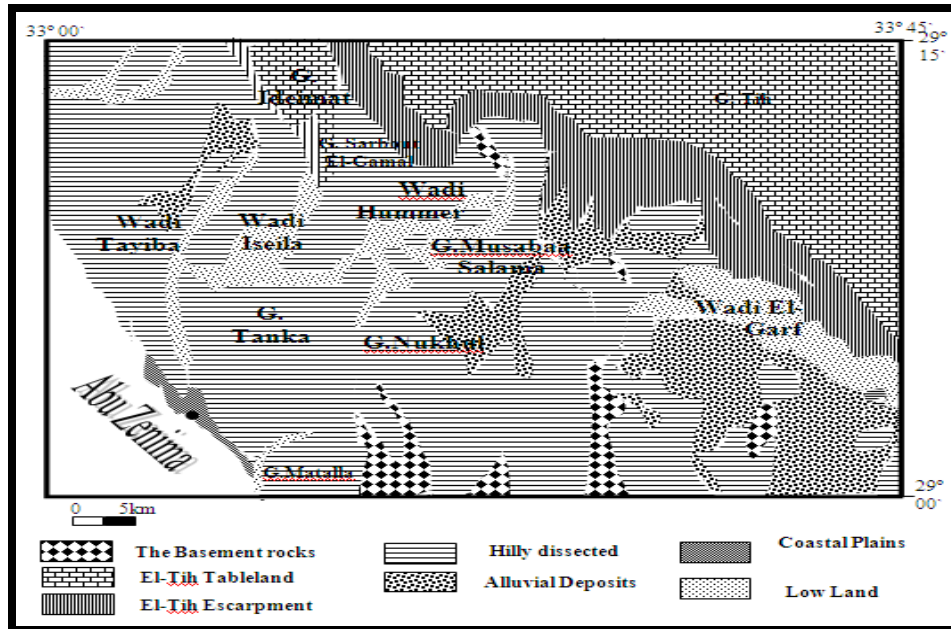 33° 00`
33° 45`
29°
15`
G.
Ideimat
G. Tih
G. Sarbout
El-Gamal
Wadi
Hummer
Wadi
Tayiba
Wadi
Iseila
G.Musabaa
Salama
Wadi El-
Garf
G.
Tanka
G.Nukhul
Abu Zenima
G.Matalla
29°
00`
0 5km
The Basement rocks
Hilly dissected
Coastal Plains
El-Tih Tableland
Alluvial Deposits
Low Land
El-Tih Escarpment